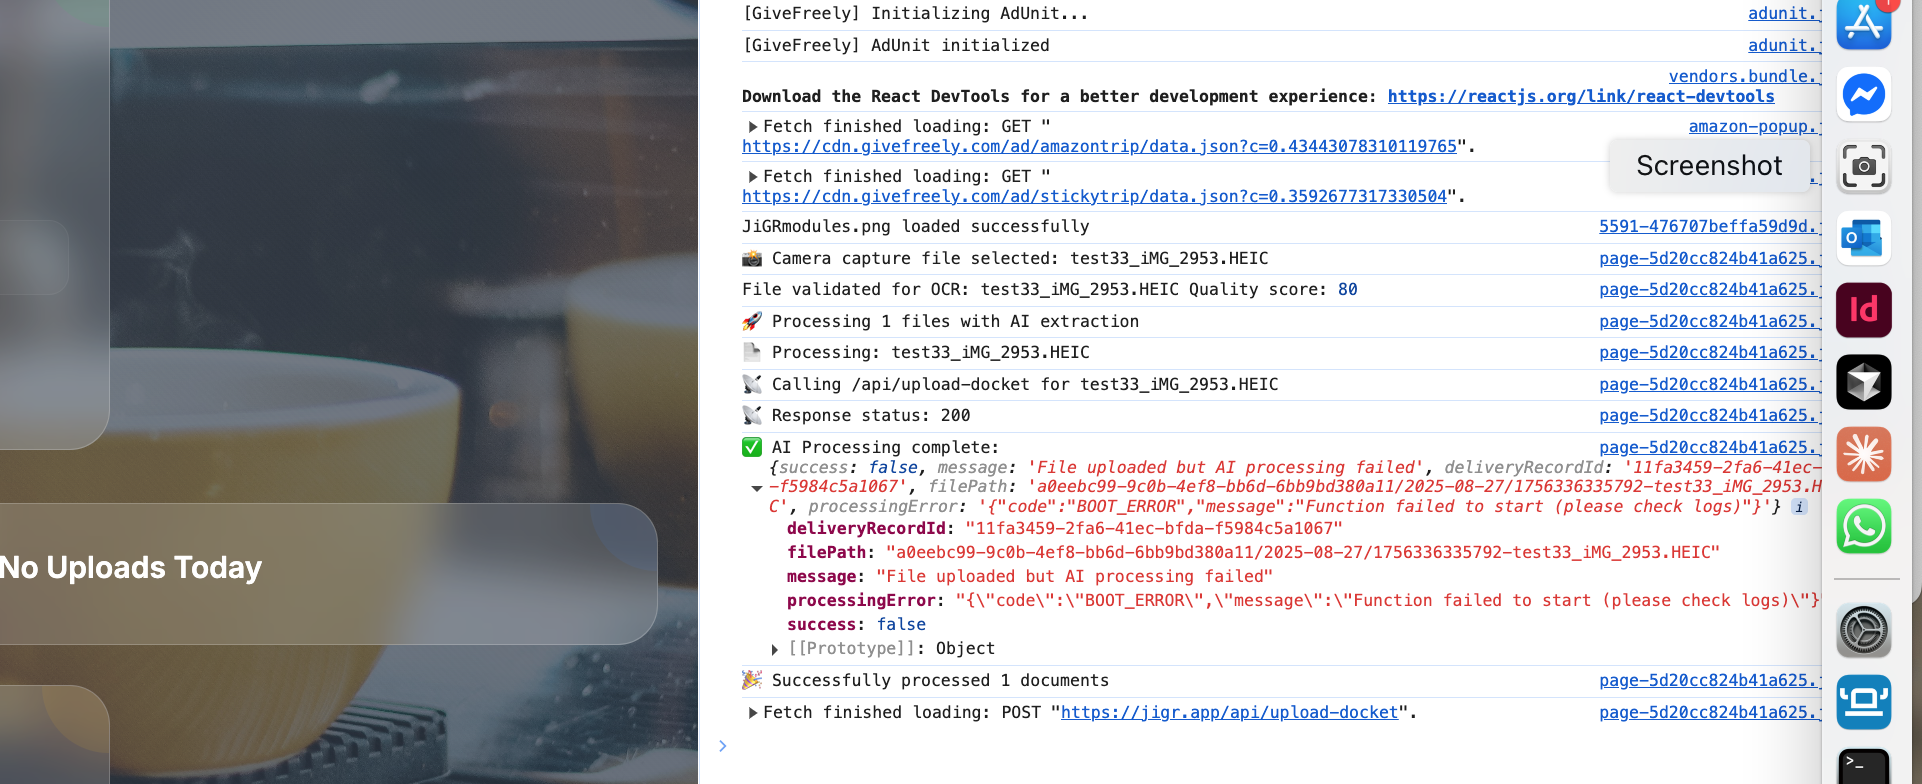 [GiveFreely] Initializing AdUnit... adunit.j
[GiveFreely] AdUnit initialized adunit.j
vendors.bundle.j
Download the React DevTools for a better development experience: https://reactjs.org/link/react-devtools
Fetch finished loading: GET " amazon-popup.j
https://cdn.givefreely.com/ad/amazontrip/data.json?c=0.43443078310119765".
Screenshot
Fetch finished loading: GET "
https://cdn.givefreely.com/ad/stickytrip/data.json?c=0.3592677317330504".
JiGRmodules.png loaded successfully 5591-476707beffa59d9d.j
📸 Camera capture file selected: test33_iMG_2953.HEIC page-5d20cc824b41a625.j
File validated for OCR: test33_iMG_2953.HEIC Quality score: 80 page-5d20cc824b41a625.j
🚀 Processing 1 files with AI extraction page-5d20cc824b41a625.j
📄 Processing: test33_iMG_2953.HEIC page-5d20cc824b41a625.j
📡 Calling /api/upload-docket for test33_iMG_2953.HEIC page-5d20cc824b41a625.j
📡 Response status: 200 page-5d20cc824b41a625.j
✅ AI Processing complete: page-5d20cc824b41a625.j
{success: false, message: 'File uploaded but AI processing failed', deliveryRecordId: '11fa3459-2fa6-41ec-
-f5984c5a1067', filePath: 'a0eebc99-9c0b-4ef8-bb6d-6bb9bd380a11/2025-08-27/1756336335792-test33_iMG_2953.H
C', processingError: '{"code":"BOOT_ERROR","message":"Function failed to start (please check logs)"}'} i
deliveryRecordId: "11fa3459-2fa6-41ec-bfda-f5984c5a1067"
filePath: "a0eebc99-9c0b-4ef8-bb6d-6bb9bd380a11/2025-08-27/1756336335792-test33_iMG_2953.HEIC"
message: "File uploaded but AI processing failed"
processingError: "{\"code\":\"BOOT_ERROR\",\"message\":\"Function failed to start (please check logs)\"}"
success: false
[[Prototype]]: Object
🎉 Successfully processed 1 documents page-5d20cc824b41a625.j
Fetch finished loading: POST "https://jigr.app/api/upload-docket". page-5d20cc824b41a625.j
>
No Uploads Today
1
O
Id
>_